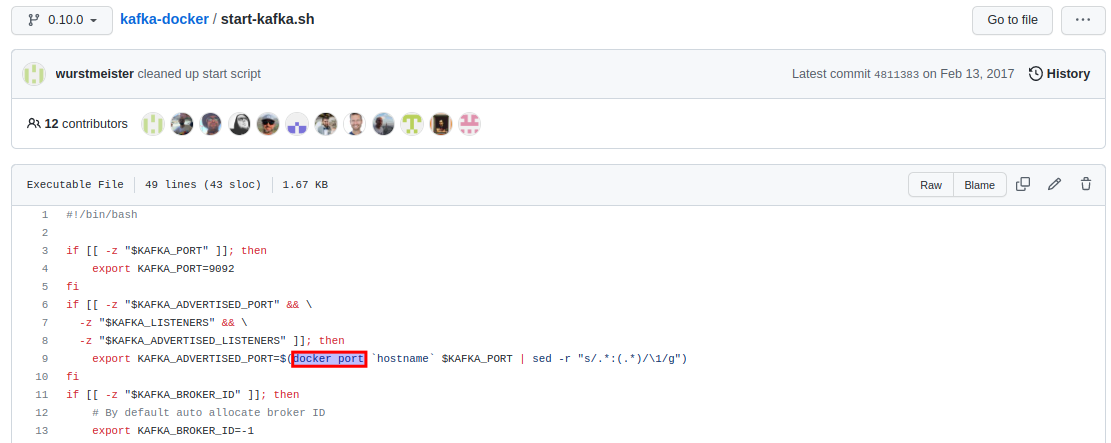 0.10.0 kafka-docker / start-kafka.sh Go to file ...
wurstmeister cleaned up start script Latest commit 4811383 on Feb 13, 2017 History
12 contributors
Executable File 49 lines (43 sloc) 1.67 KB Raw Blame
1 #!/bin/bash
2
3 if [[ -z "$KAFKA_PORT" ]]; then
4     export KAFKA_PORT=9092
5 fi
6 if [[ -z "$KAFKA_ADVERTISED_PORT" && \
7   -z "$KAFKA_LISTENERS" && \
8   -z "$KAFKA_ADVERTISED_LISTENERS" ]]; then
9     export KAFKA_ADVERTISED_PORT=$(docker port `hostname` $KAFKA_PORT | sed -r "s/.*:(.*)/\1/g")
10 fi
11 if [[ -z "$KAFKA_BROKER_ID" ]]; then
12     # By default auto allocate broker ID
13     export KAFKA_BROKER_ID=-1